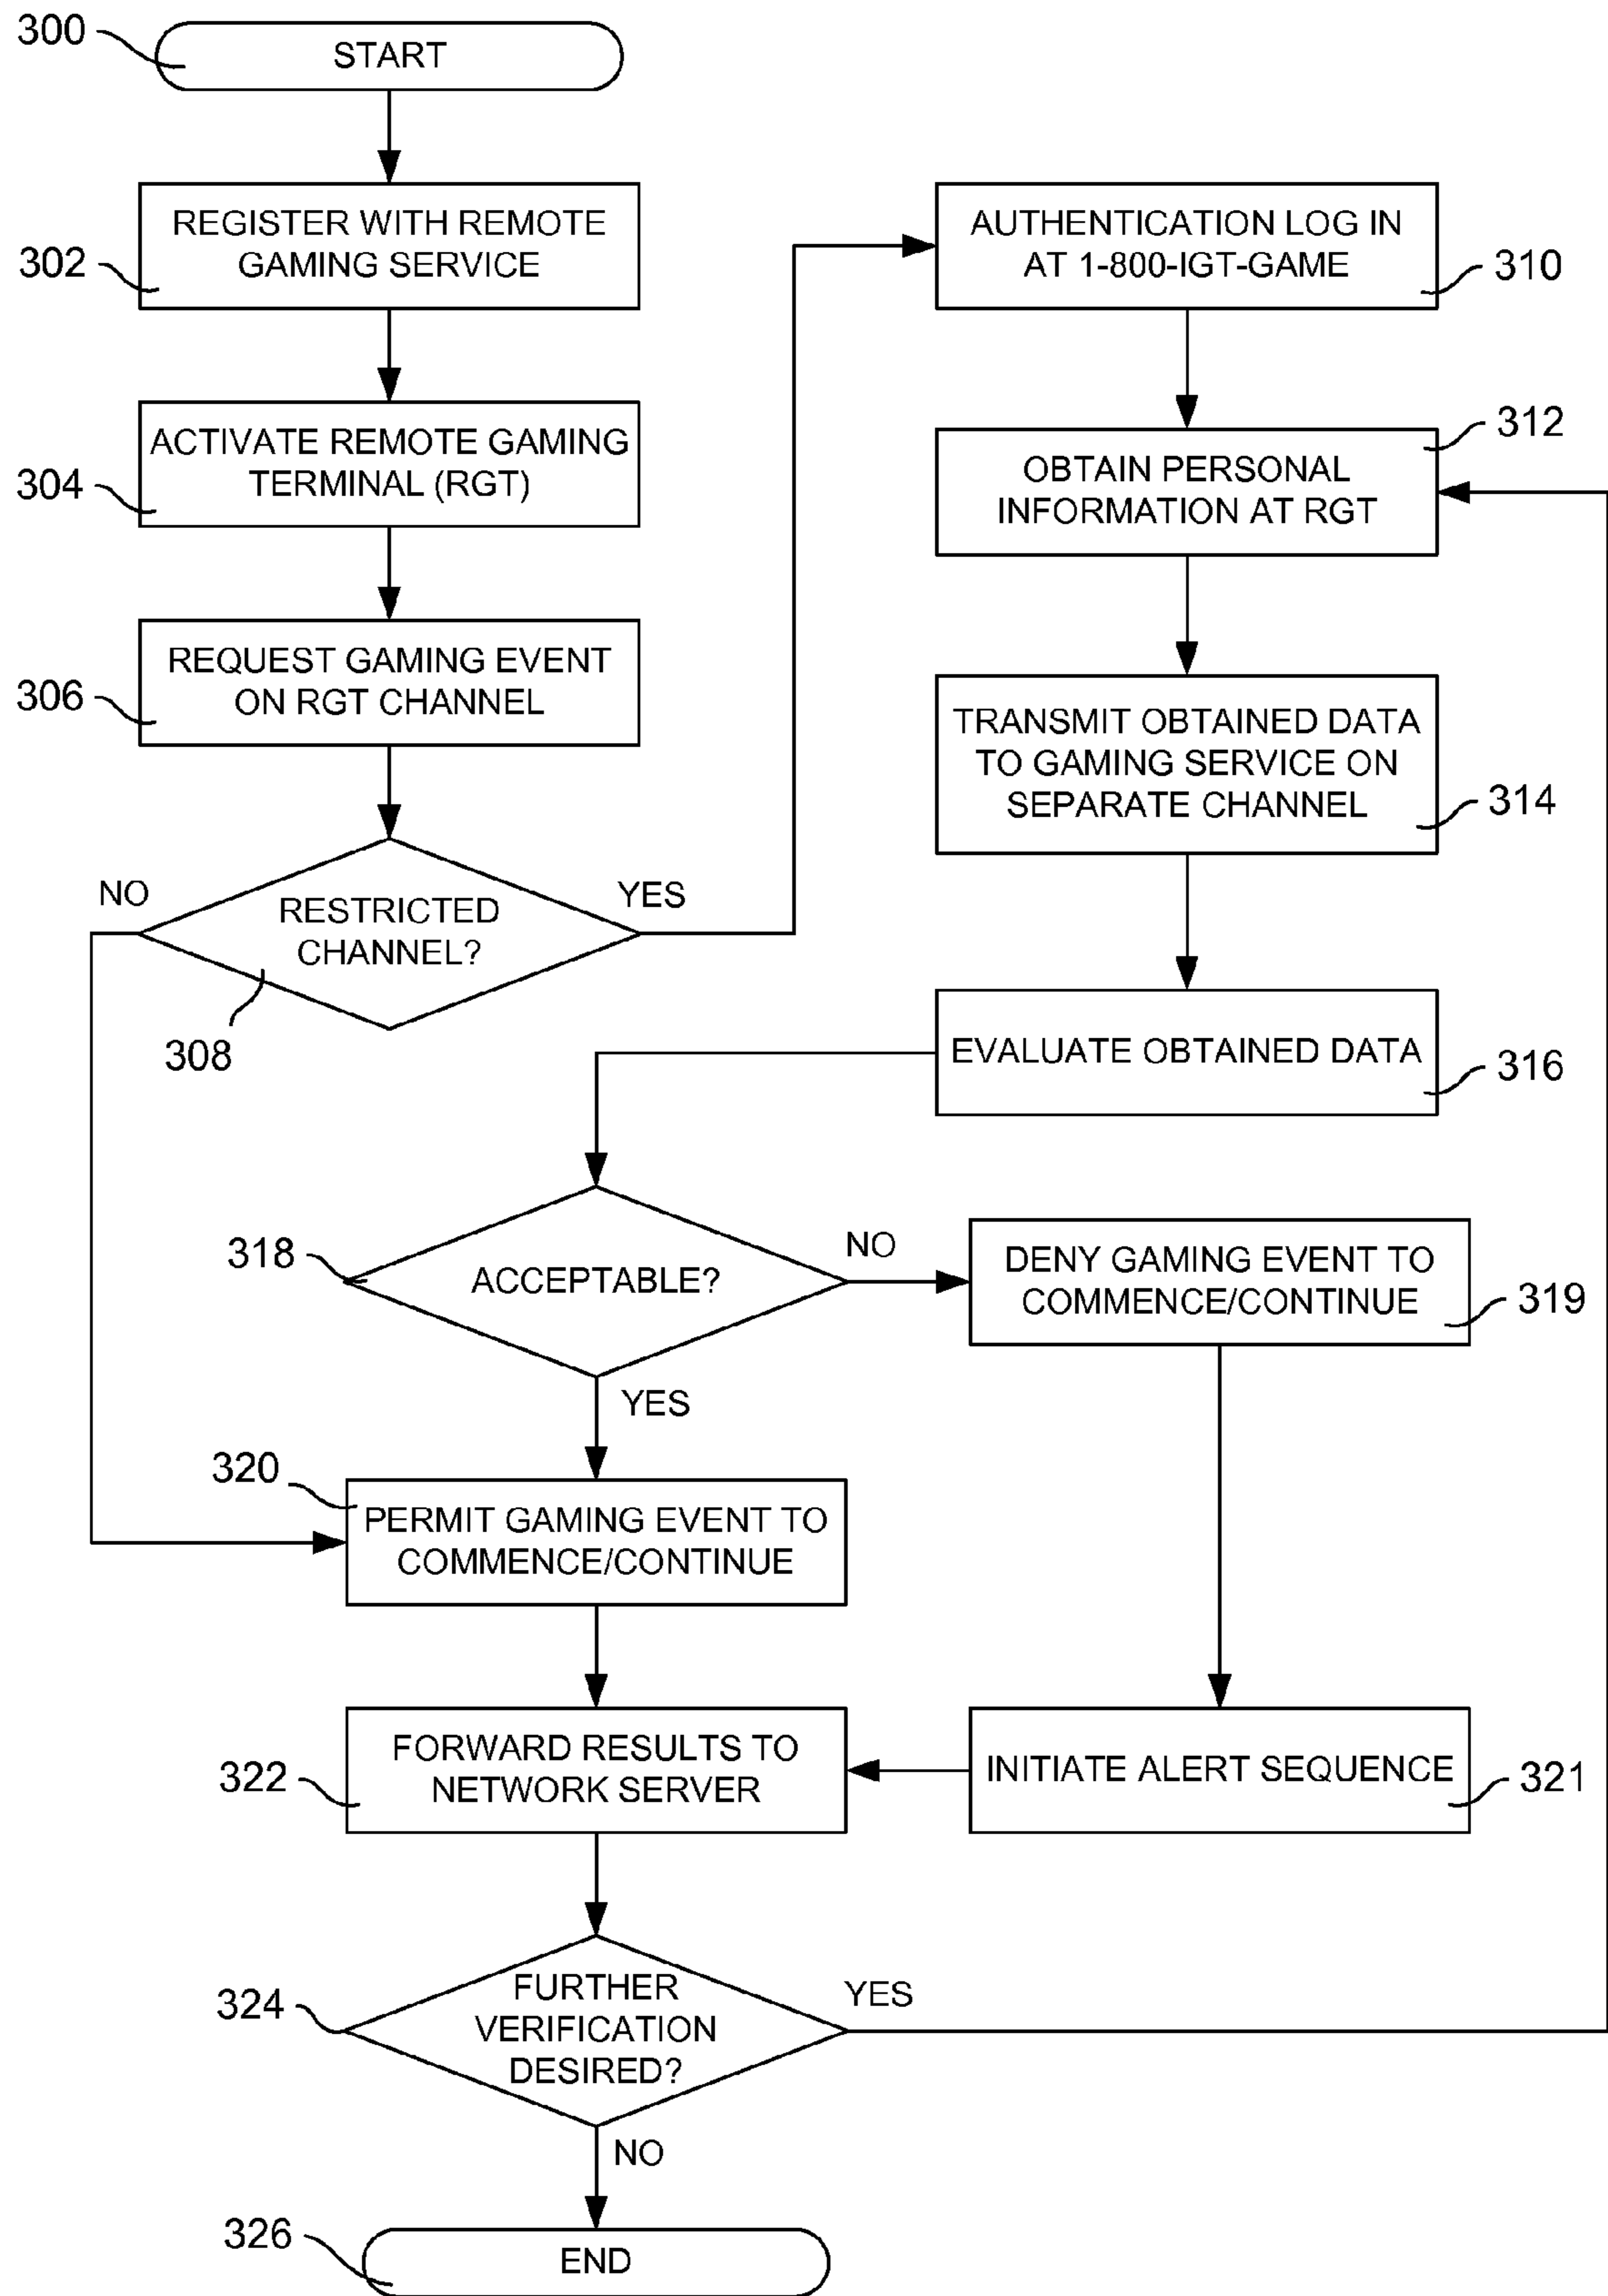 300
START
302
REGISTER WITH REMOTE
GAMING SERVICE
304
ACTIVATE REMOTE GAMING
TERMINAL (RGT)
306
REQUEST GAMING EVENT
ON RGT CHANNEL
NO
RESTRICTED
CHANNEL?
YES
308
AUTHENTICATION LOG IN
AT 1-800-IGT-GAME
310
312
OBTAIN PERSONAL
INFORMATION AT RGT
TRANSMIT OBTAINED DATA
TO GAMING SERVICE ON
SEPARATE CHANNEL
314
EVALUATE OBTAINED DATA
316
318
ACCEPTABLE?
NO
YES
DENY GAMING EVENT TO
COMMENCE/CONTINUE
319
320
PERMIT GAMING EVENT TO
COMMENCE/CONTINUE
322
FORWARD RESULTS TO
NETWORK SERVER
INITIATE ALERT SEQUENCE
321
324
FURTHER
VERIFICATION
DESIRED?
YES
NO
326
END